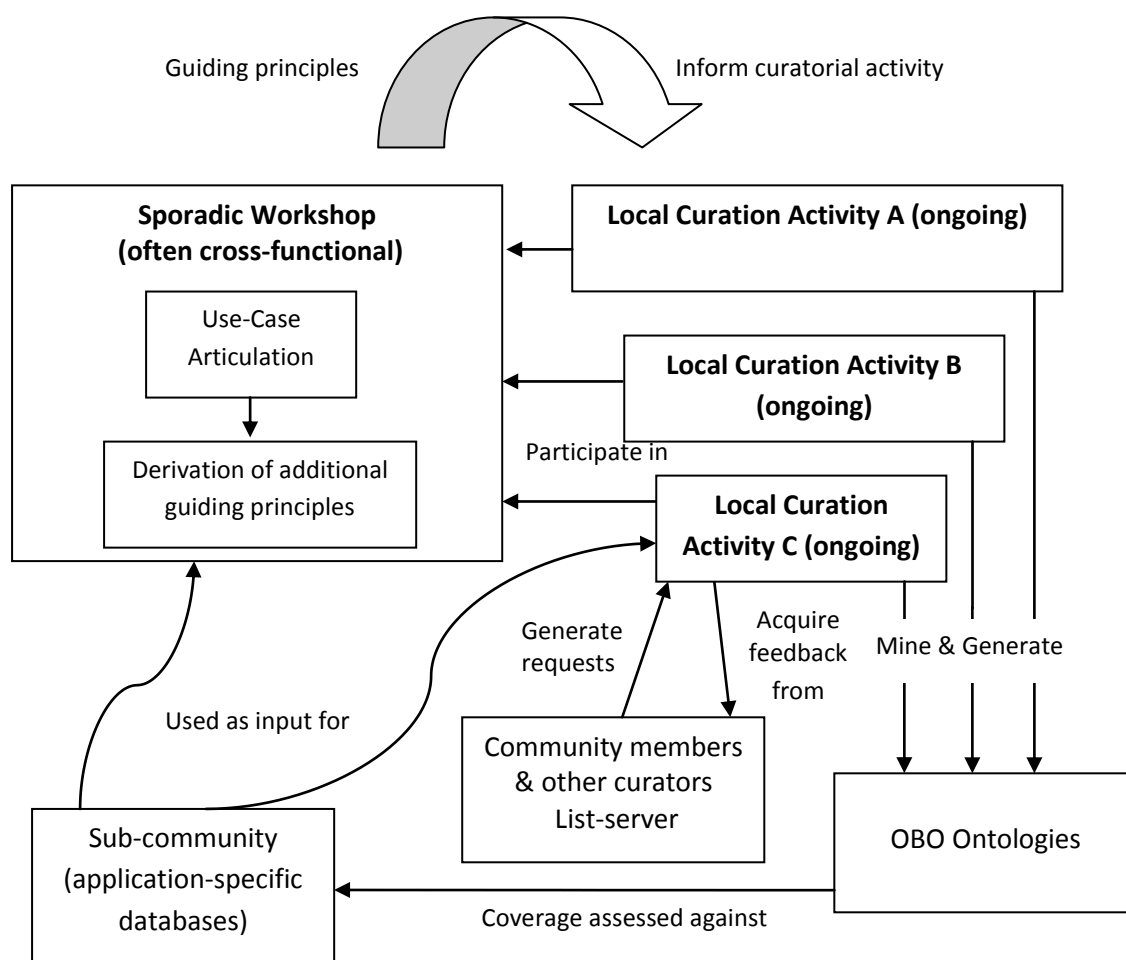 Guiding principles
Inform curatorial activity
Sporadic Workshop
(often cross-functional)
Use-Case
Articulation
Derivation of additional
guiding principles
Local Curation Activity A (ongoing)
Local Curation Activity B
(ongoing)
Participate in
Local Curation
Activity C (ongoing)
Generate
requests
Acquire
feedback
from
Mine & Generate
Used as input for
Community members
& other curators
List-server
OBO Ontologies
Sub-community
(application-specific
databases)
Coverage assessed against